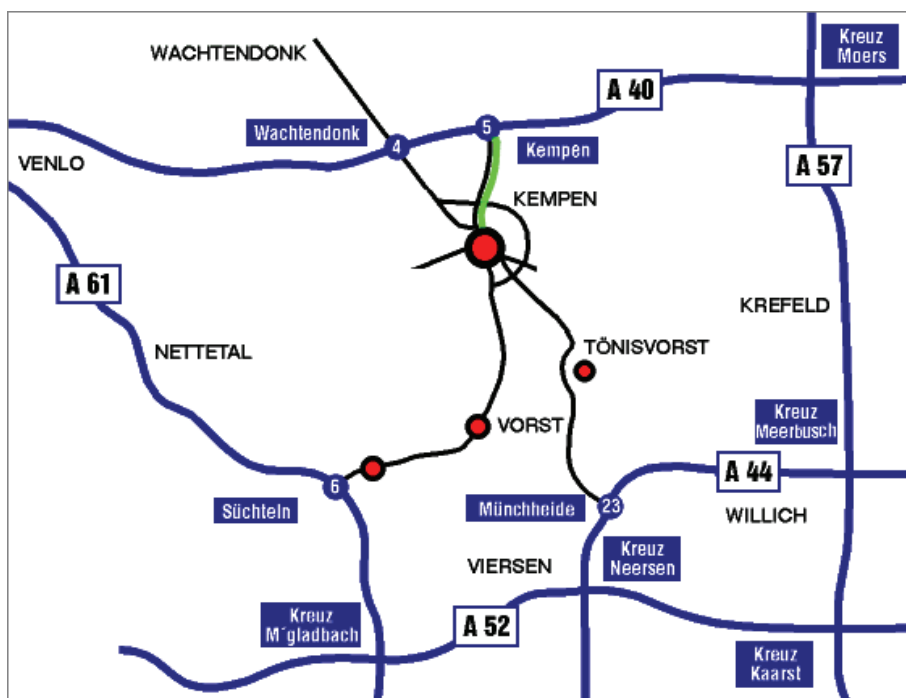 Kreuz
Moers
WACHTENDONK
A 40
Wachtendonk
5
4
Kempen
VENLO
A 57
KEMPEN
A 61
KREFELD
NETTETAL
TÖNISVORST
Kreuz
Meerbusch
VORST
A 44
6
Süchteln
Münchheide
23
WILLICH
Kreuz
Neersen
VIERSEN
Kreuz
M´gladbach
A 52
Kreuz
Kaarst